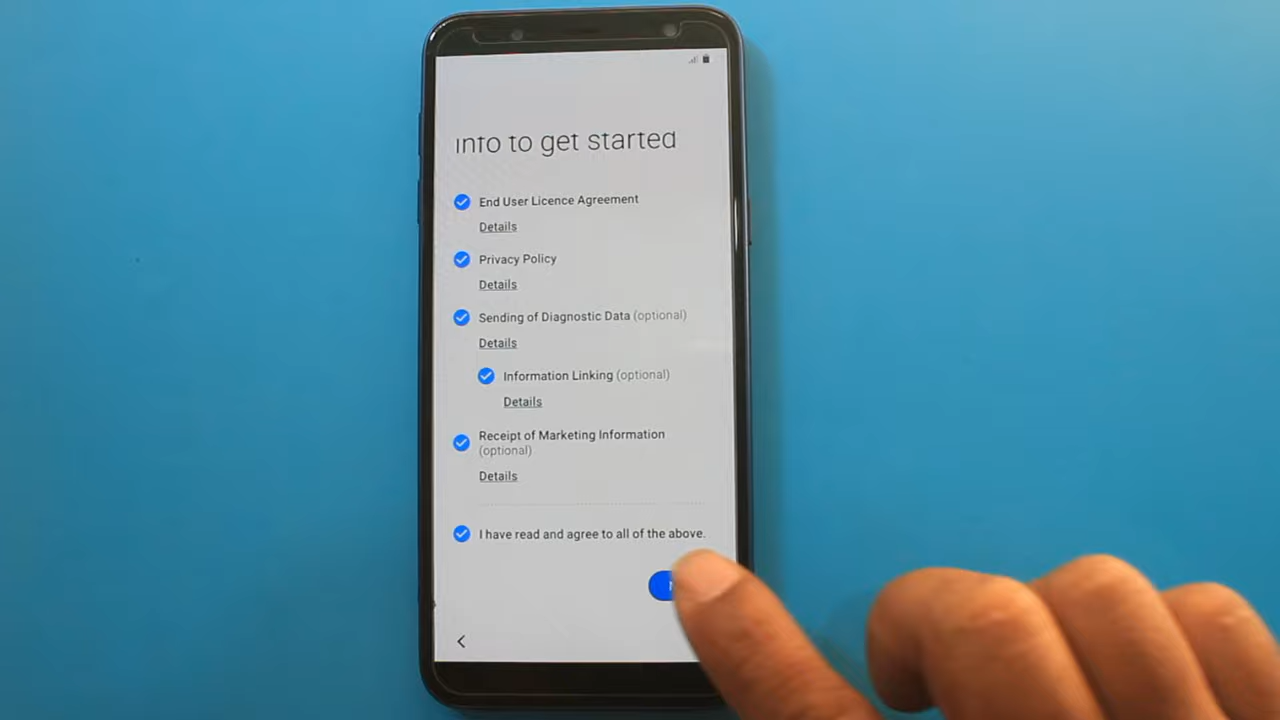 Info to get started
End User Licence Agreement
Details
Privacy Policy
Details
Sending of Diagnostic Data (optional)
Details
Information Linking (optional)
Details
Receipt of Marketing Information
(optional)
Details
I have read and agree to all of the above.